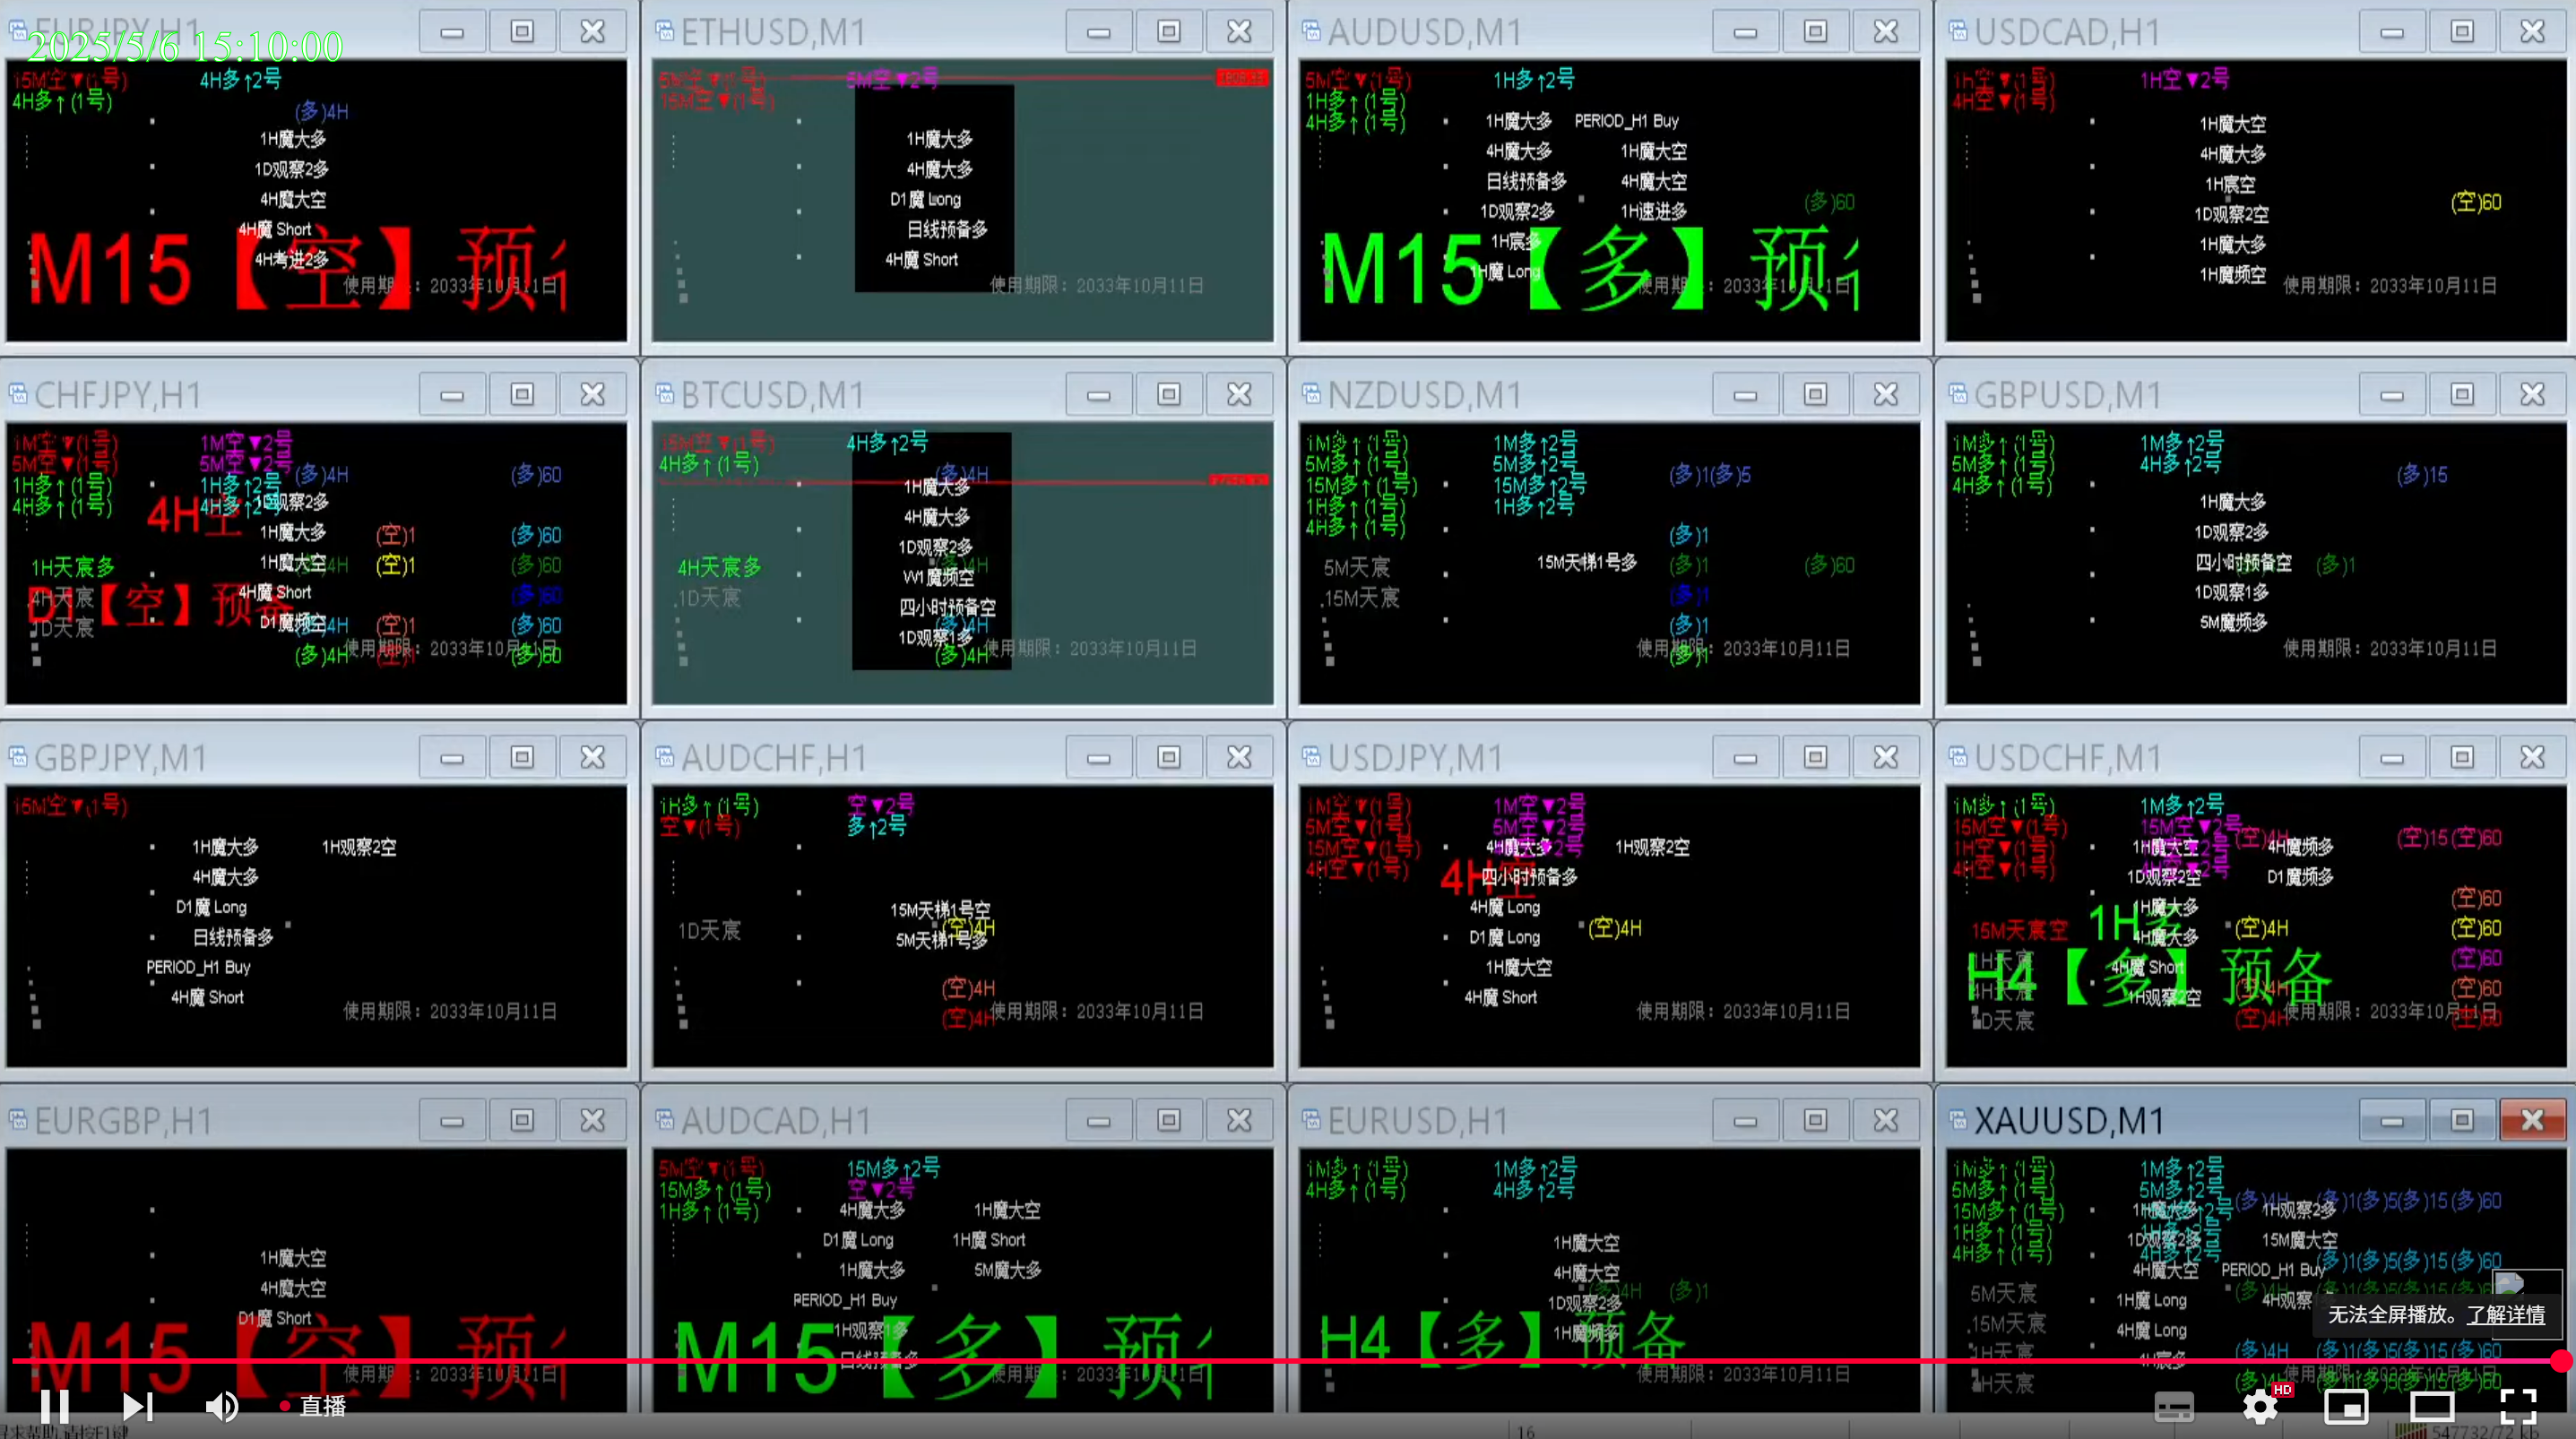 EURJPY,H1
2025/5/6 15:10:00
15M空▼(1号)
4H多↑(1号)
4H多↑2号
(多)4H
1H魔大多
1D观察2多
4H魔大空
4H魔 Short
4H考进2多
M15【空】预
使用期限：2033年10月11日
ETHUSD,M1
5M空▼(1号)
15M空▼(1号)
5M空▼2号
1H魔大多
4H魔大多
D1魔 Long
日线预备多
4H魔 Short
使用期限：2033年10月11日
AUDUSD,M1
5M空▼(1号)
1H多↑(1号)
4H多↑(1号)
1H多↑2号
1H魔大多
4H魔大多
日线预备多
1D观察2多
1H宸多
1H魔 Long
PERIOD_H1 Buy
1H魔大空
4H魔大空
1H速进多
(多)60
M15【多】预
使用期限：2033年10月11日
USDCAD,H1
1H空▼(1号)
4H空▼(1号)
1H空▼2号
1H魔大空
4H魔大多
1H宸空
1D观察2空
1H魔大多
1H魔频空
(空)60
使用期限：2033年10月11日
CHFJPY,H1
1M空▼(1号)
5M空▼(1号)
1H多↑(1号)
4H多↑(1号)
1M空▼2号
5M空▼2号
1H多↑2号
4H多↑2号
(多)4H
(多)60
4H空
1D观察2多
1H魔大多
(空)1
(多)60
1H天宸多
1H魔大空
(空)1
(多)60
4H天宸
4H魔 Short
(多)60
D1【空】预备
1D天宸
D1魔频空
(空)1
(多)60
(多)4H
(多)60
使用期限：2033年10月11日
BTCUSD,M1
15M空▼(1号)
4H多↑(1号)
4H多↑2号
(多)4H
1H魔大多
4H魔大多
1D观察2多
4H天宸多
W1魔频空
1D天宸
四小时预备空
1D观察1多
(多)4H
使用期限：2033年10月11日
NZDUSD,M1
1M多↑(1号)
5M多↑(1号)
15M多↑(1号)
1H多↑(1号)
4H多↑(1号)
1M多↑2号
5M多↑2号
15M多↑2号
1H多↑2号
(多)1(多)5
(多)1
5M天宸
15M天梯1号多
(多)1
(多)60
15M天宸
(多)1
(多)1
(多)1
使用期限：2033年10月11日
GBPUSD,M1
1M多↑(1号)
5M多↑(1号)
4H多↑(1号)
1M多↑2号
4H多↑2号
(多)15
1H魔大多
1D观察2多
四小时预备空
(多)1
1D观察1多
5M魔频多
使用期限：2033年10月11日
GBPJPY,M1
15M空▼(1号)
1H魔大多
4H魔大多
D1魔 Long
日线预备多
PERIOD_H1 Buy
4H魔 Short
1H观察2空
使用期限：2033年10月11日
AUDCHF,H1
1H多↑(1号)
空▼(1号)
空▼2号
多↑2号
15M天梯1号空
1D天宸
(空)4H
5M天梯1号多
(空)4H
(空)4H
使用期限：2033年10月11日
USDJPY,M1
1M空▼(1号)
5M空▼(1号)
15M空▼(1号)
4H空▼(1号)
1M空▼2号
5M空▼2号
4H魔大多
1H观察2空
4H空
四小时预备多
4H魔 Long
D1魔 Long
(空)4H
1H魔大空
4H魔 Short
使用期限：2033年10月11日
USDCHF,M1
1M多↑(1号)
15M空▼(1号)
1H空▼(1号)
4H空▼(1号)
1M多↑2号
15M空▼2号
(空)4H
(空)15(空)60
1H魔大空
4H魔频多
1D观察2空
D1魔频多
1H魔大多
(空)60
15M天宸空
1H多
4H魔大多
(空)4H
(空)60
1H天宸
4H魔 Short
(空)60
H4【多】预备
4H天宸
1H观察2空
(空)4H
(空)60
1D天宸
(空)4H
(空)60
使用期限：2033年10月11日
EURGBP,H1
1H魔大空
4H魔大空
D1魔 Short
M15【空】预
使用期限：2033年10月11日
AUDCAD,H1
5M空▼(1号)
15M多↑(1号)
1H多↑(1号)
15M多↑2号
空▼2号
4H魔大多
D1魔 Long
1H魔大多
PERIOD_H1 Buy
1H观察1多
日线预备多
1H魔大空
1H魔 Short
5M魔大多
M15【多】预
使用期限：2033年10月11日
EURUSD,H1
1M多↑(1号)
4H多↑(1号)
1M多↑2号
4H多↑2号
1H魔大空
4H魔大空
(多)4H
(多)1
1D观察2多
1H魔频多
H4【多】预备
使用期限：2033年10月11日
XAUUSD,M1
1M多↑(1号)
5M多↑(1号)
15M多↑(1号)
1H多↑(1号)
4H多↑(1号)
1M多↑2号
5M多↑2号
4H多↑2号
(多)4H
(多)1(多)5(多)15(多)60
1H魔大多
1H观察2多
1D观察2多
15M魔大空
4H魔大空
PERIOD_H1 Buy
(多)1(多)5(多)15(多)60
5M天宸
1H魔 Long
4H观察
15M天宸
4H魔 Long
1H天宸
4H宸多
(多)4H
(多)1(多)5(多)15(多)60
4H天宸
无法全屏播放。了解详情
直播
HD
16
547732/72 kb